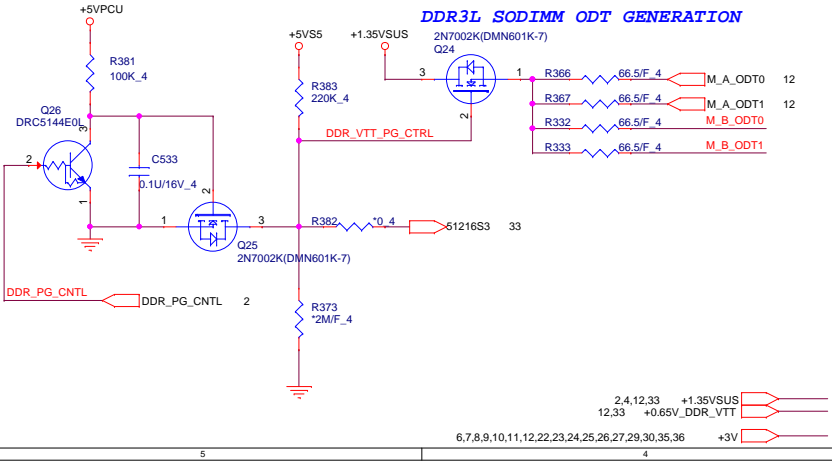 DDR3L SODIMM ODT GENERATION
+5VPCU
R381
100K_4
Q26
DRC5144E0L
3
2
1
C533
0.1U/16V_4
2
1
3
Q25
2N7002K(DMN601K-7)
DDR_PG_CNTL
DDR_PG_CNTL 2
+5VS5
R383
220K_4
DDR_VTT_PG_CTRL
R382 *0_4
51216S3 33
R373
*2M/F_4
+1.35VSUS
2N7002K(DMN601K-7)
Q24
3
1
2
R366 66.5/F_4 M_A_ODT0 12
R367 66.5/F_4 M_A_ODT1 12
R332 66.5/F_4 M_B_ODT0
R333 66.5/F_4 M_B_ODT1
2,4,12,33 +1.35VSUS
12,33 +0.65V_DDR_VTT
6,7,8,9,10,11,12,22,23,24,25,26,27,29,30,35,36 +3V
5 4